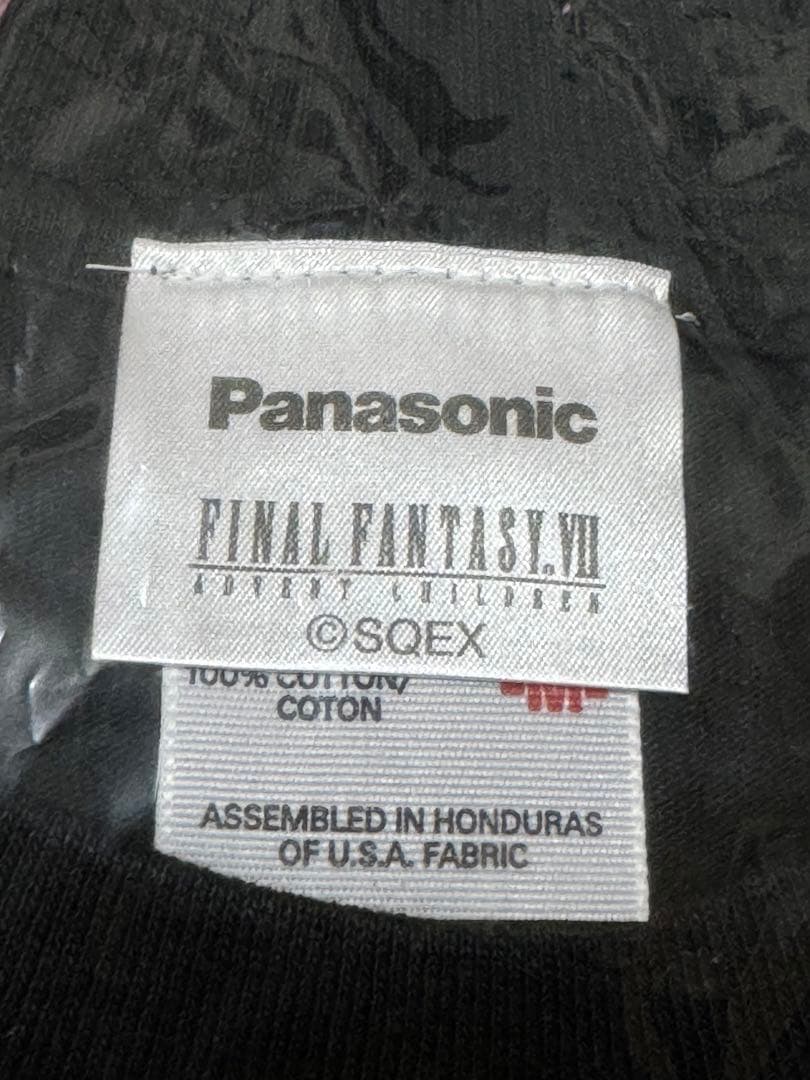 Panasonic
FINAL FANTASY VII
ADVENT CHILDREN
©SQEX
100% COTTON/
COTON
ASSEMBLED IN HONDURAS
OF U.S.A. FABRIC